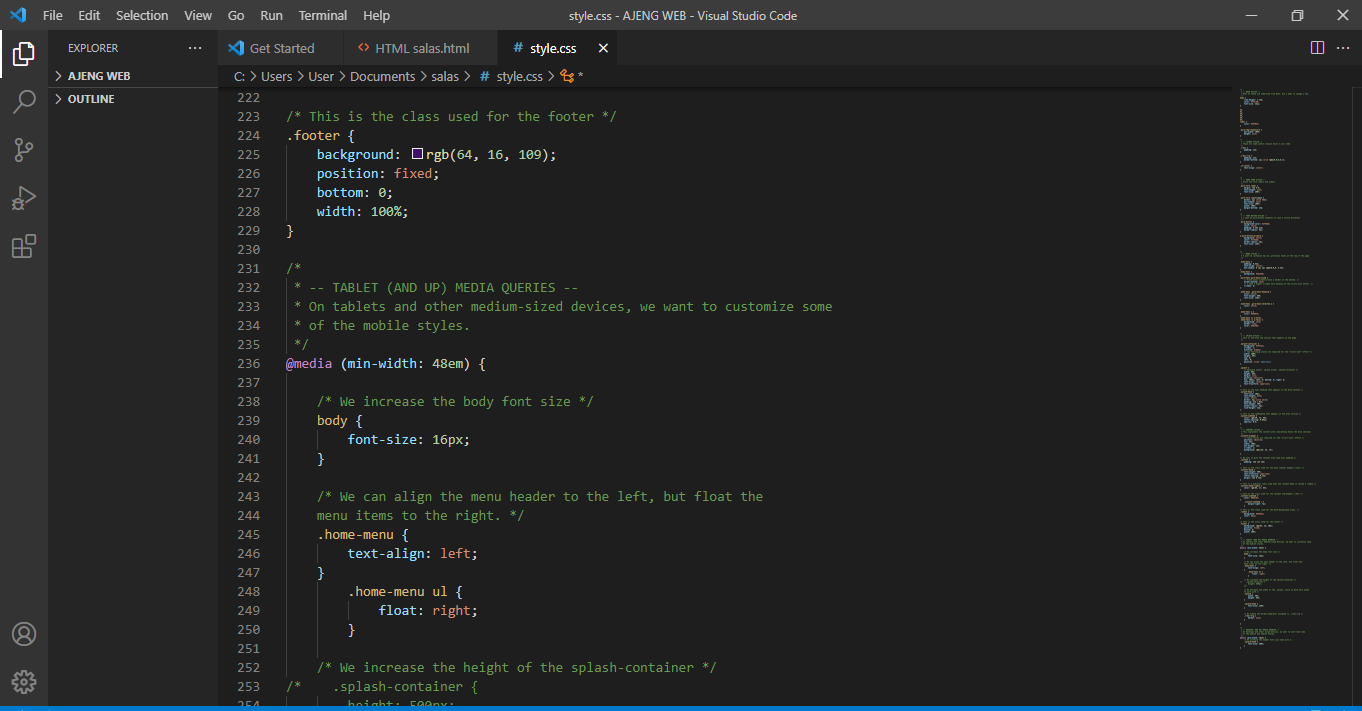 File Edit Selection View Go Run Terminal Help style.css - AJENG WEB - Visual Studio Code
EXPLORER ··· Get Started <> HTML salas.html # style.css
AJENG WEB
OUTLINE
C: > Users > User > Documents > salas > # style.css > *
222
223 /* This is the class used for the footer */
224 .footer {
225 background: rgb(64, 16, 109);
226 position: fixed;
227 bottom: 0;
228 width: 100%;
229 }
230
231 /*
232 * -- TABLET (AND UP) MEDIA QUERIES --
233 * On tablets and other medium-sized devices, we want to customize some
234 * of the mobile styles.
235 */
236 @media (min-width: 48em) {
237
238 /* We increase the body font size */
239 body {
240 font-size: 16px;
241 }
242
243 /* We can align the menu header to the left, but float the
244 menu items to the right. */
245 .home-menu {
246 text-align: left;
247 }
248 .home-menu ul {
249 float: right;
250 }
251
252 /* We increase the height of the splash-container */
253 /* .splash-container {
254 height: 500px;